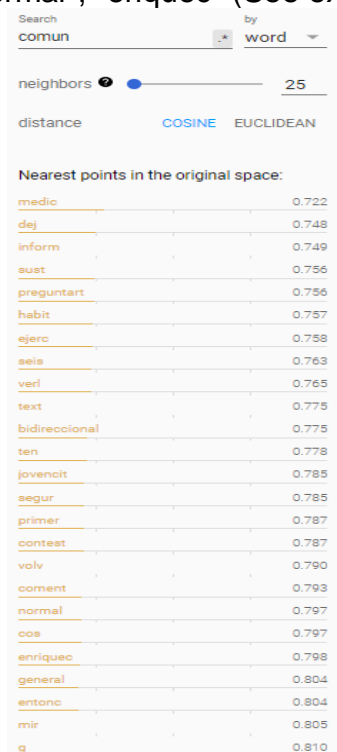 Search by
comun .* word
neighbors ? 25
distance COSINE EUCLIDEAN
Nearest points in the original space:
medic 0.722
dej 0.748
inform 0.749
sust 0.756
preguntart 0.756
habit 0.757
ejerc 0.758
seis 0.763
verl 0.765
text 0.775
bidireccional 0.775
ten 0.778
jovencit 0.785
segur 0.785
primer 0.787
contest 0.787
volv 0.790
coment 0.793
normal 0.797
cos 0.797
enriquec 0.798
general 0.804
entonc 0.804
mir 0.805
g 0.810